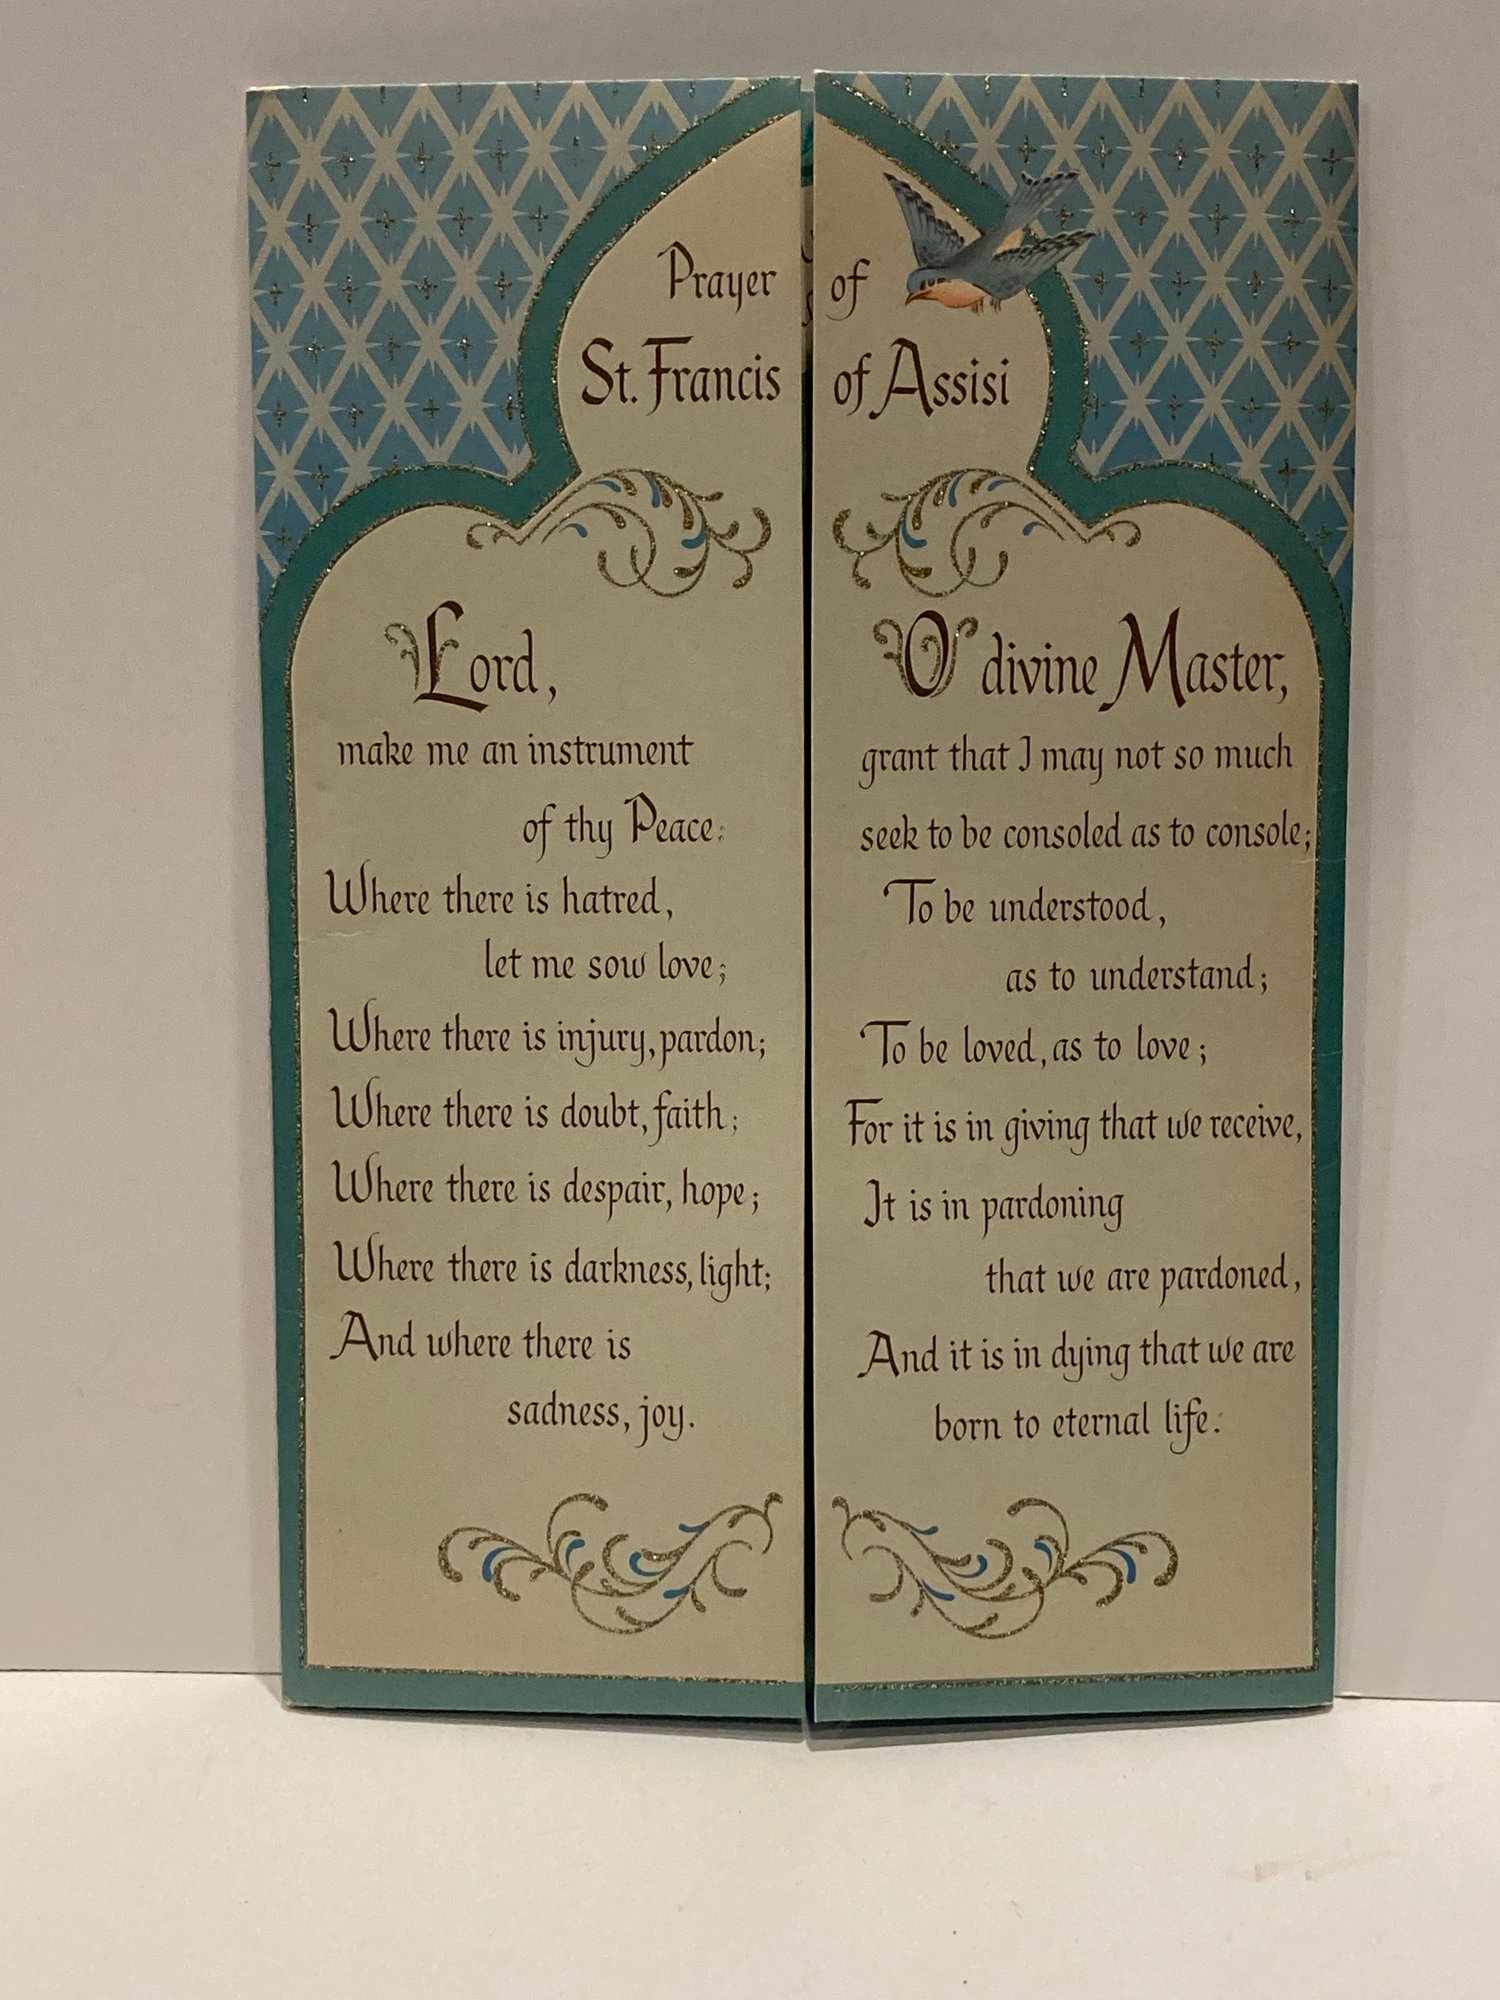 Prayer of
St. Francis of Assisi
Lord,
make me an instrument
of thy Peace.
Where there is hatred,
let me sow love;
Where there is injury, pardon;
Where there is doubt, faith;
Where there is despair, hope;
Where there is darkness, light;
And where there is
sadness, joy.
O divine Master,
grant that I may not so much
seek to be consoled as to console;
To be understood,
as to understand;
To be loved, as to love;
For it is in giving that we receive,
It is in pardoning
that we are pardoned,
And it is in dying that we are
born to eternal life.